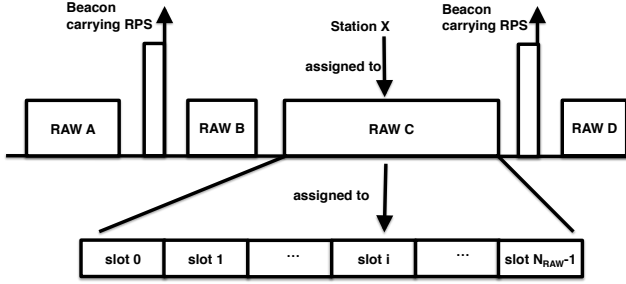 Beacon
carrying RPS
Station X
Beacon
carrying RPS
assigned to
RAW A
RAW B
RAW C
RAW D
assigned to
slot 0
slot 1
...
slot i
...
slot N_RAW-1